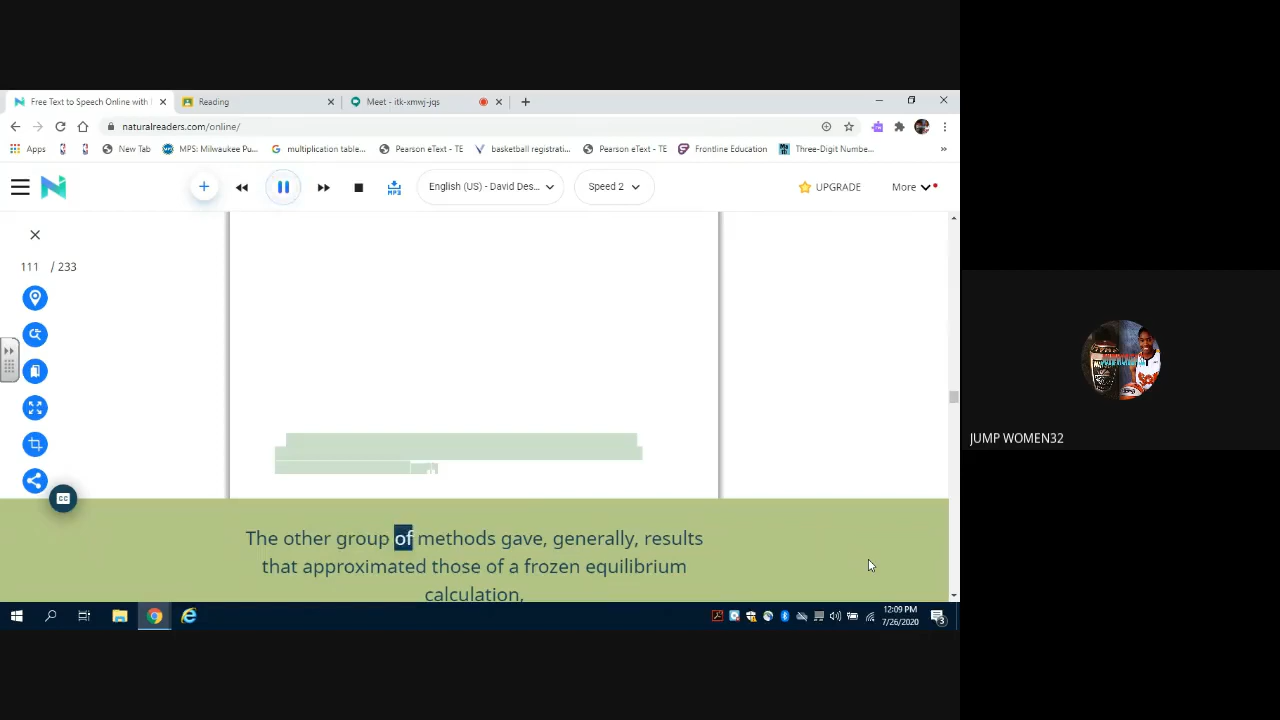 Free Text to Speech Online with
Reading
Meet - itk-xmwj-jqs
naturalreaders.com/online/
Apps
New Tab
MPS: Milwaukee Pu...
multiplication table...
Pearson eText - TE
basketball registrati...
Pearson eText - TE
Frontline Education
Three-Digit Numbe...
»
MP3
English (US) - David Des...
Speed 2
UPGRADE
More
111 / 233
CC
The other group of methods gave, generally, results
that approximated those of a frozen equilibrium
calculation,
12:09 PM
7/26/2020
3
JUMP WOMEN32